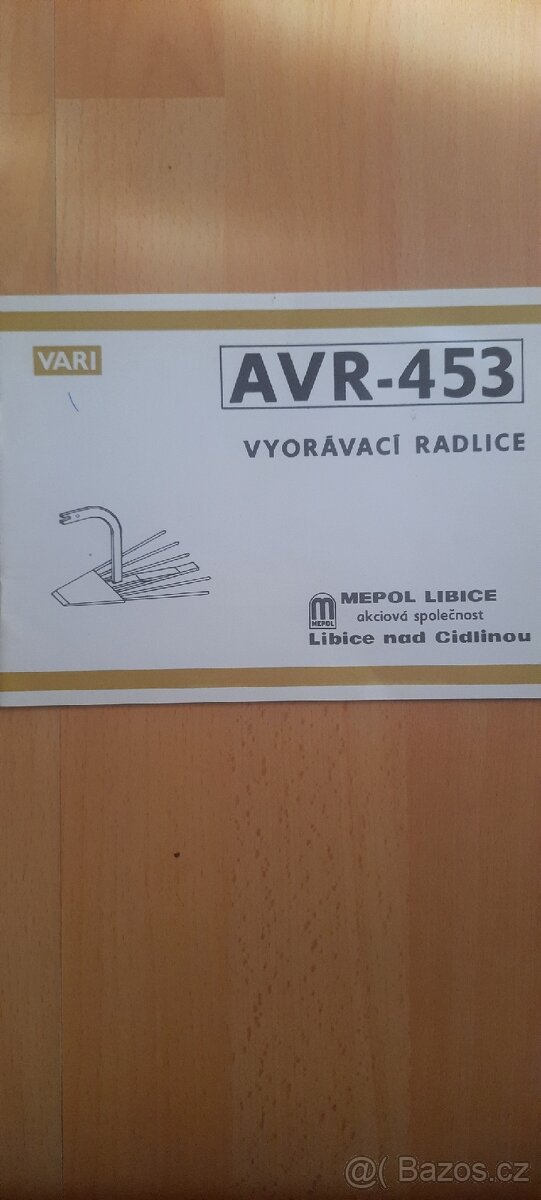 VARI
AVR-453
VYORÁVACÍ RADLICE
MEPOL
MEPOL LIBICE
akciová společnost
Libice nad Cidlinou
@( Bazos.cz